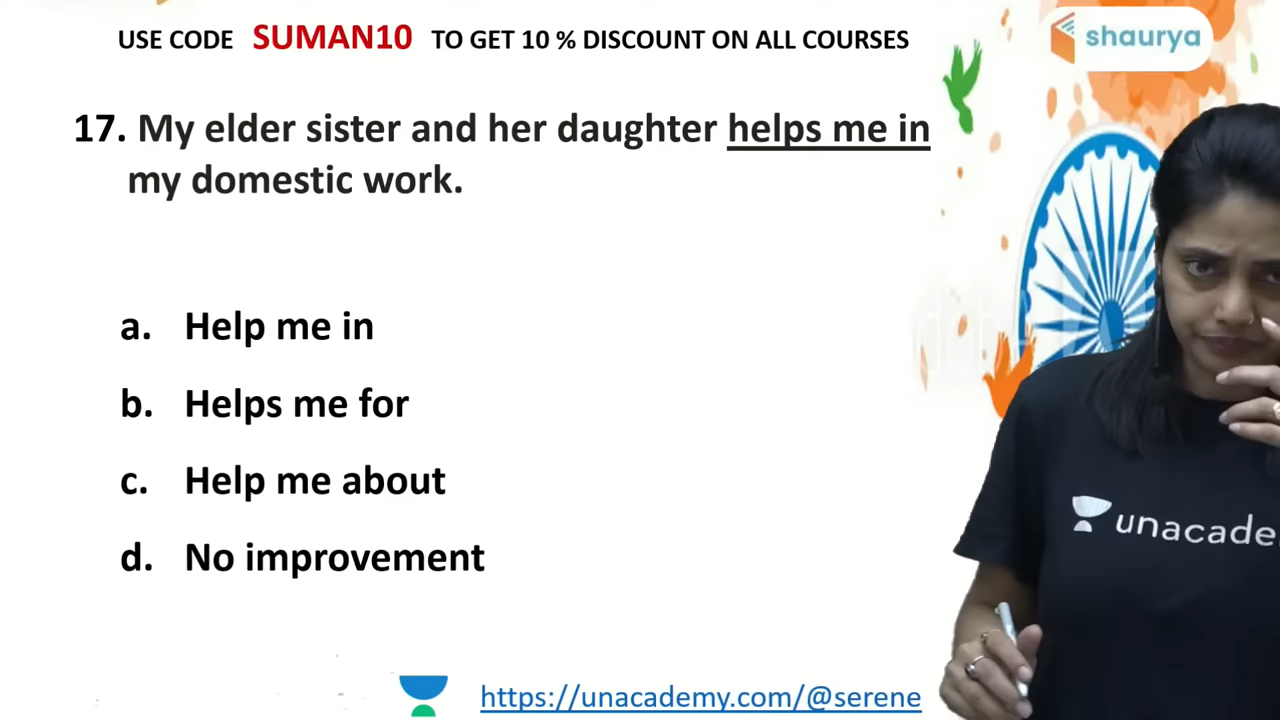 USE CODE SUMAN10 TO GET 10 % DISCOUNT ON ALL COURSES
shaurya
17. My elder sister and her daughter helps me in
my domestic work.
a. Help me in
b. Helps me for
c. Help me about
d. No improvement
unacade
https://unacademy.com/@serene